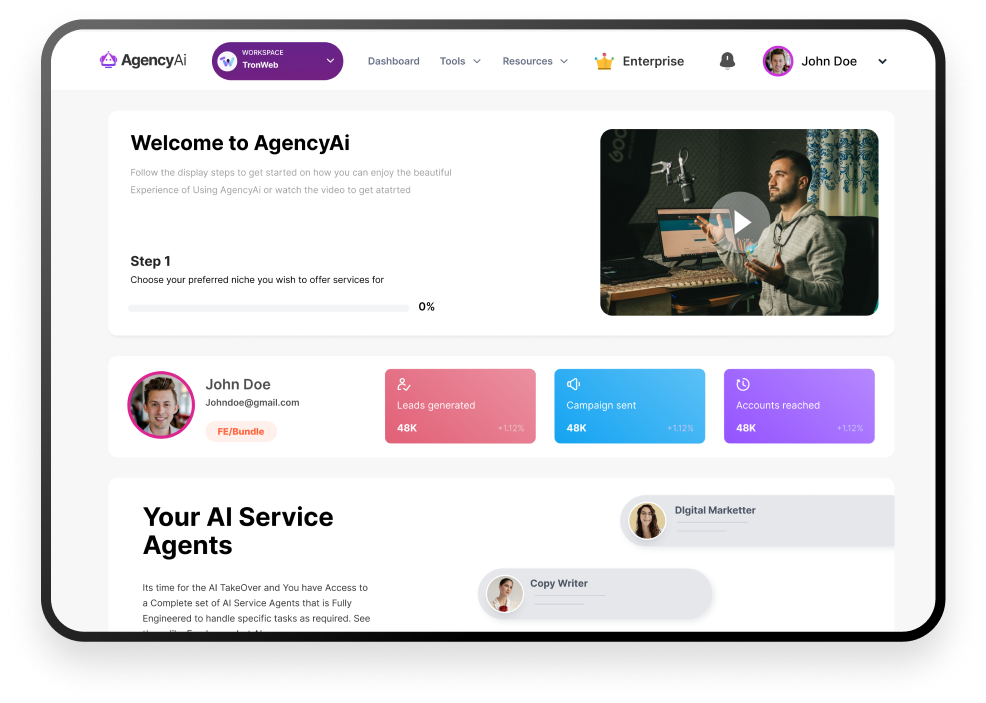 AgencyAi
WORKSPACE
TronWeb
Dashboard
Tools
Resources
Enterprise
John Doe
Welcome to AgencyAi
Follow the display steps to get started on how you can enjoy the beautiful
Experience of Using AgencyAi or watch the video to get atatrted
Step 1
Choose your preferred niche you wish to offer services for
0%
GOO
John Doe
Johndoe@gmail.com
FE/Bundle
Leads generated
48K
+1.12%
Campaign sent
48K
+1.12%
Accounts reached
48K
+1.12%
Your AI Service
Agents
Its time for the AI TakeOver and You have Access to
a Complete set of AI Service Agents that is Fully
Engineered to handle specific tasks as required. See
DIgital Marketter
Copy Writer